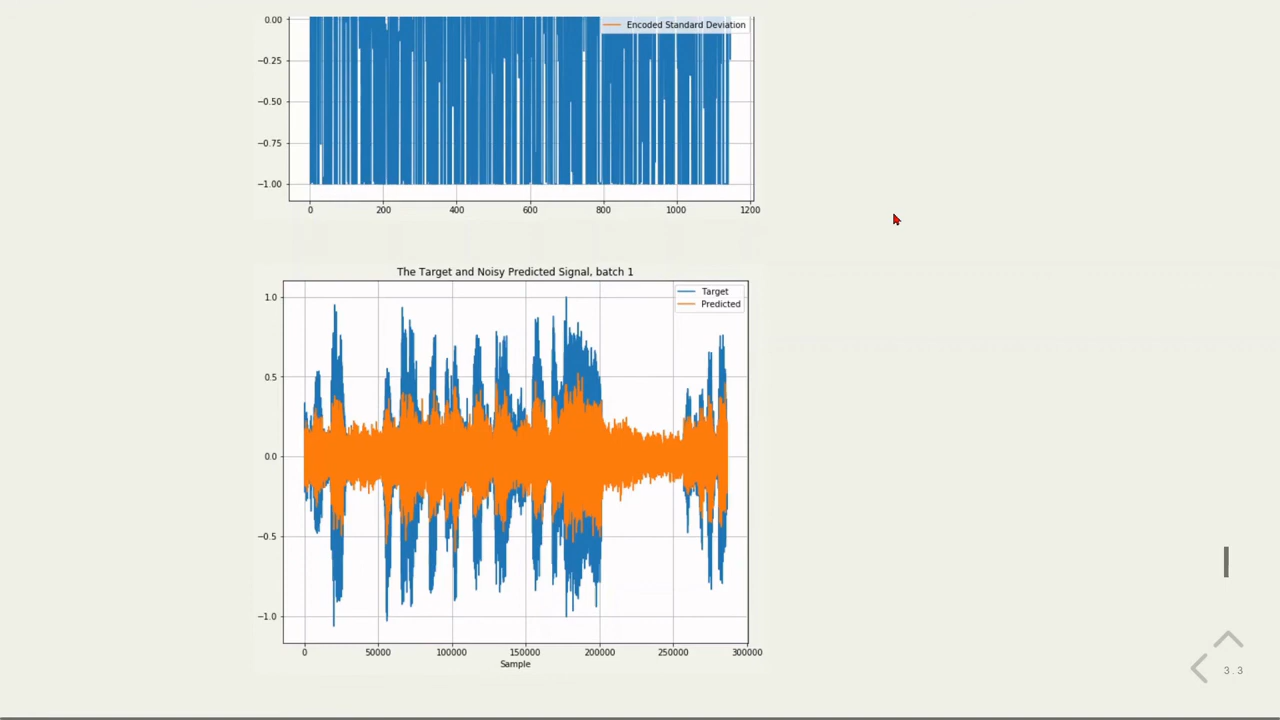 0.00
Encoded Standard Deviation
−0.25
−0.50
−0.75
−1.00
0 200 400 600 800 1000 1200
The Target and Noisy Predicted Signal, batch 1
1.0
Target
Predicted
0.5
0.0
−0.5
−1.0
0 50000 100000 150000 200000 250000 300000
Sample
3.3